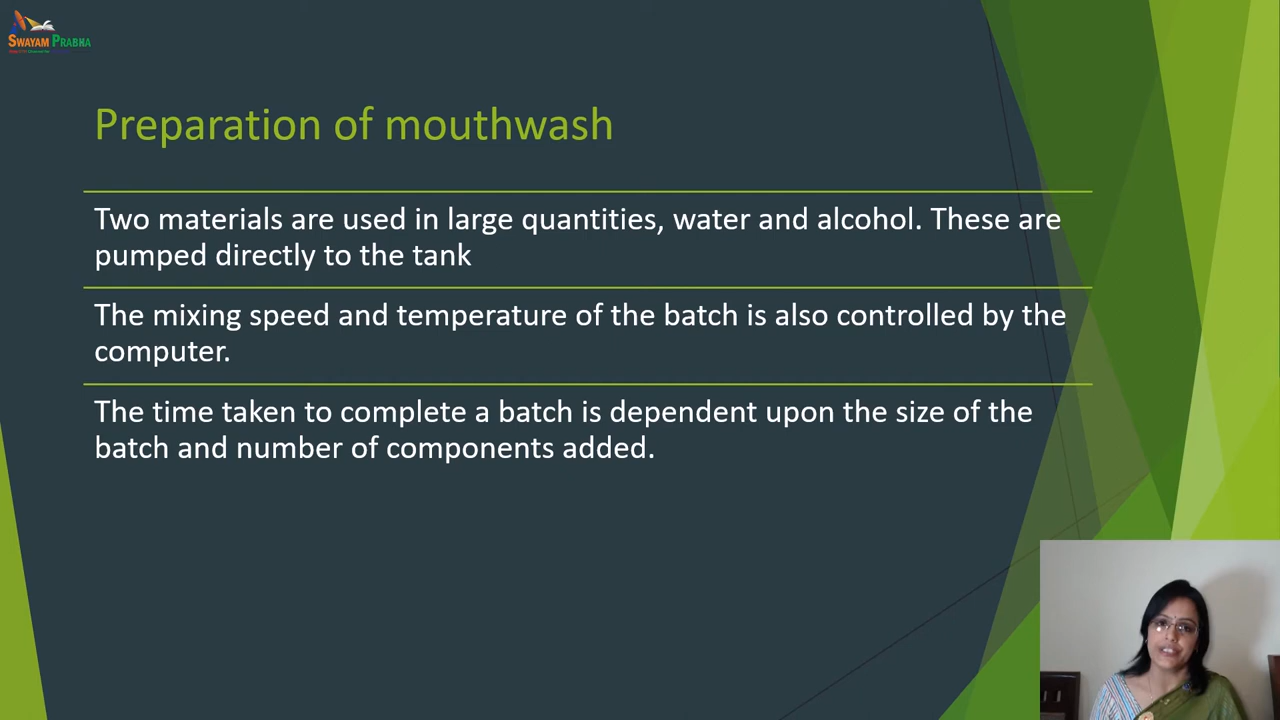 SWAYAM PRABHA
Preparation of mouthwash
Two materials are used in large quantities, water and alcohol. These are
pumped directly to the tank
The mixing speed and temperature of the batch is also controlled by the
computer.
The time taken to complete a batch is dependent upon the size of the
batch and number of components added.